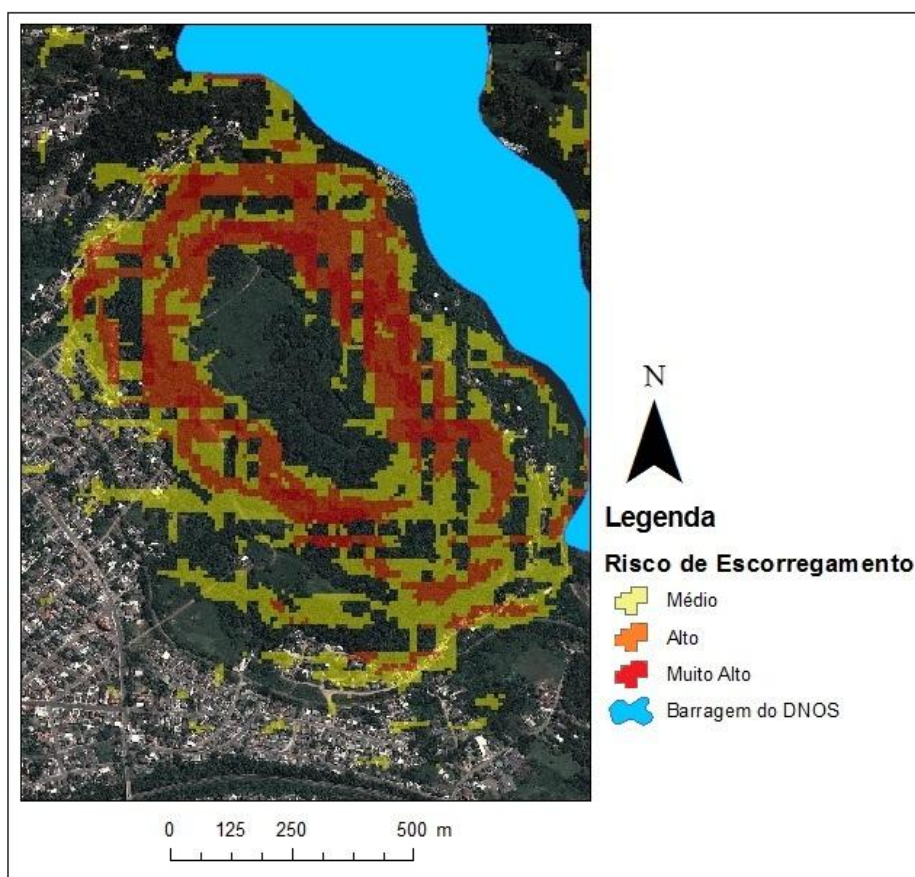 N
Legenda
Risco de Escorregamento
Médio
Alto
Muito Alto
Barragem do DNOS
0 125 250 500 m